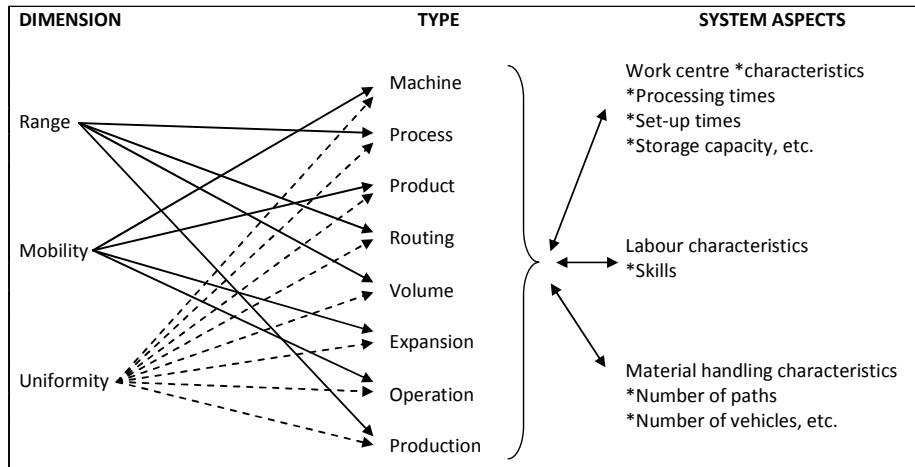 DIMENSION
TYPE
SYSTEM ASPECTS
Range
Mobility
Uniformity
Machine
Process
Product
Routing
Volume
Expansion
Operation
Production
Work centre *characteristics
*Processing times
*Set-up times
*Storage capacity, etc.
Labour characteristics
*Skills
Material handling characteristics
*Number of paths
*Number of vehicles, etc.